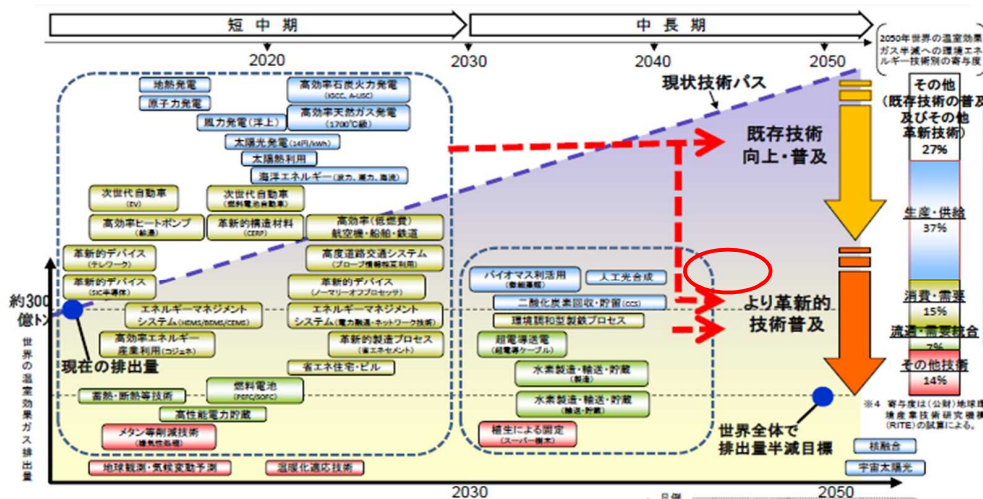 短中期
中長期
2020
2030
2040
2050
2050年世界の温室効果
ガス半減への環境エネ
ルギー技術別の寄与度
地熱発電
原子力発電
風力発電(洋上)
太陽光発電(14円/kWh)
太陽熱利用
海洋エネルギー(波力、潮力、海流)
高効率石炭火力発電
(IGCC、A-USC)
高効率天然ガス発電
(1700℃級)
現状技術パス
次世代自動車
(EV)
次世代自動車
(燃料電池自動車)
高効率ヒートポンプ
(給湯)
革新的構造材料
(CFRP)
高効率(低燃費)
航空機・船舶・鉄道
革新的デバイス
(テレワーク)
高度道路交通システム
(プローブ情報相互利用)
革新的デバイス
(SiC半導体)
革新的デバイス
(ノーマリーオフプロセッサ)
エネルギーマネジメント
システム(HEMS/BEMS/CEMS)
エネルギーマネジメント
システム(電力融通・ネットワーク技術)
高効率エネルギー
産業利用(コジェネ)
革新的製造プロセス
(省エネセメント)
省エネ住宅・ビル
蓄熱・断熱等技術
燃料電池
(PEFC/SOFC)
高性能電力貯蔵
メタン等削減技術
(嫌気性処理)
地球観測・気候変動予測
温暖化適応技術
約300
億トン
世界の温室効果ガス排出量
現在の排出量
バイオマス利活用
(微細藻類)
人工光合成
二酸化炭素回収・貯留(CCS)
環境調和型製鉄プロセス
超電導送電
(超電導ケーブル)
水素製造・輸送・貯蔵
(製造)
水素製造・輸送・貯蔵
(輸送・貯蔵)
植生による固定
(スーパー樹木)
既存技術
向上・普及
より革新的
技術普及
世界全体で
排出量半減目標
その他
(既存技術の普及
及びその他
革新技術)
27%
生産・供給
37%
消費・需要
15%
流通・需要統合
7%
その他技術
14%
※4 寄与度は(公財)地球環
境産業技術研究機構
(RITE)の試算による。
核融合
宇宙太陽光
2030
2050